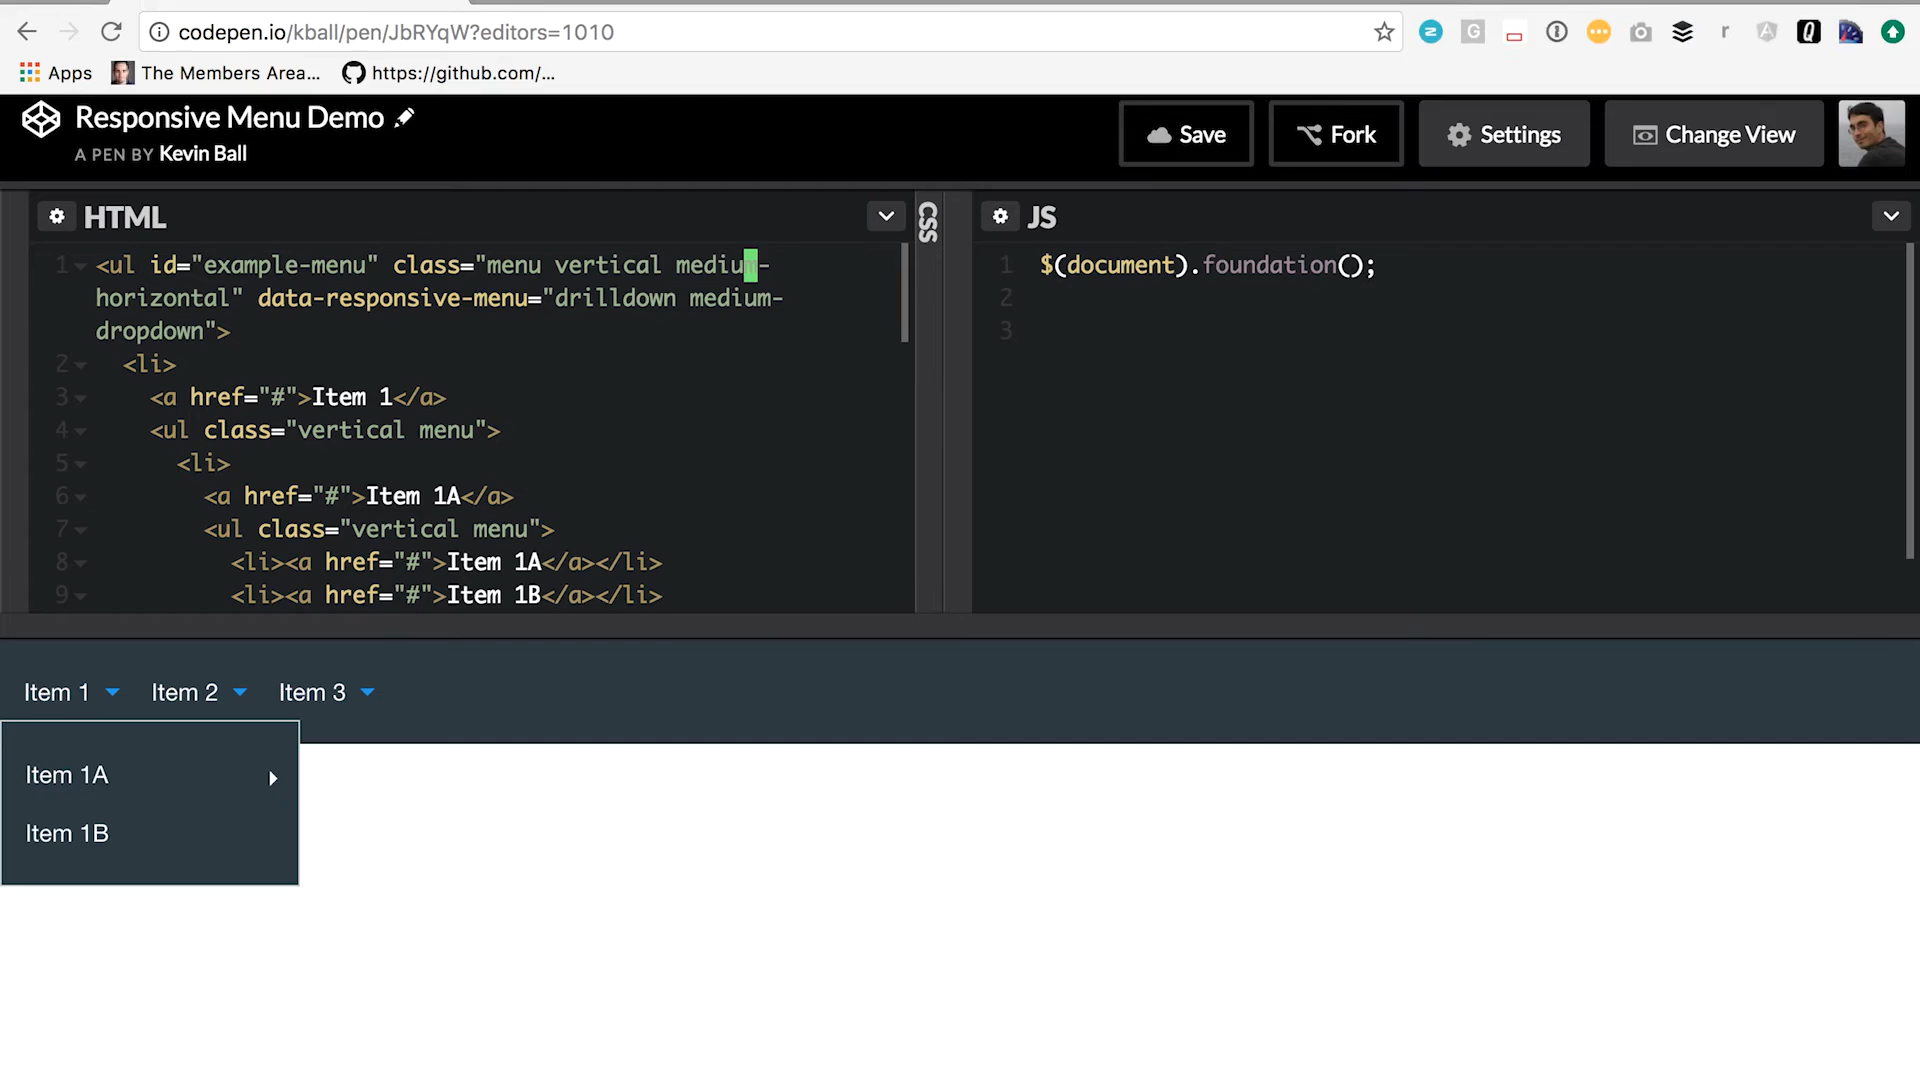 codepen.io/kball/pen/JbRYqW?editors=1010
Apps The Members Area... https://github.com/...
Responsive Menu Demo
A PEN BY Kevin Ball
Save Fork Settings Change View
HTML
CSS
JS
1 <ul id="example-menu" class="menu vertical medium-
horizontal" data-responsive-menu="drilldown medium-
dropdown">
2 <li>
3 <a href="#">Item 1</a>
4 <ul class="vertical menu">
5 <li>
6 <a href="#">Item 1A</a>
7 <ul class="vertical menu">
8 <li><a href="#">Item 1A</a></li>
9 <li><a href="#">Item 1B</a></li>
1 $(document).foundation();
2
3
Item 1 Item 2 Item 3
Item 1A
Item 1B